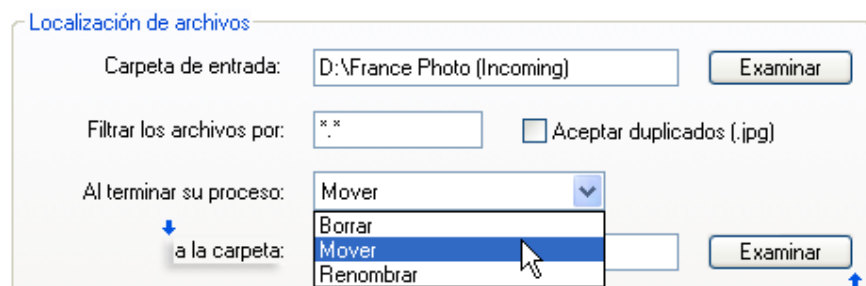 Localización de archivos
Carpeta de entrada: D:\France Photo (Incoming) Examinar
Filtrar los archivos por: *.* Aceptar duplicados (.jpg)
Al terminar su proceso: Mover
Borrar
a la carpeta: Mover Examinar
Renombrar